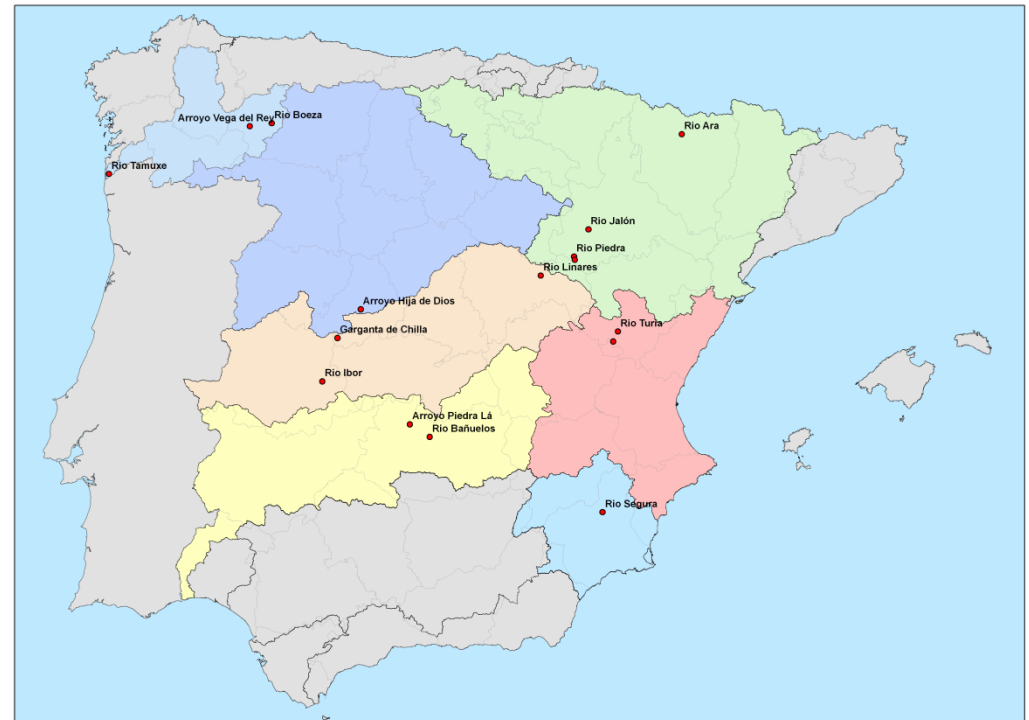 Arroyo Vega del Rey
Rio Boeza
Rio Ara
Rio Tamuxe
Rio Jalón
Rio Piedra
Rio Linares
Arroyo Hija de Dios
Rio Turia
Garganta de Chilla
Rio Ibor
Arroyo Piedra Lá
Rio Bañuelos
Rio Segura